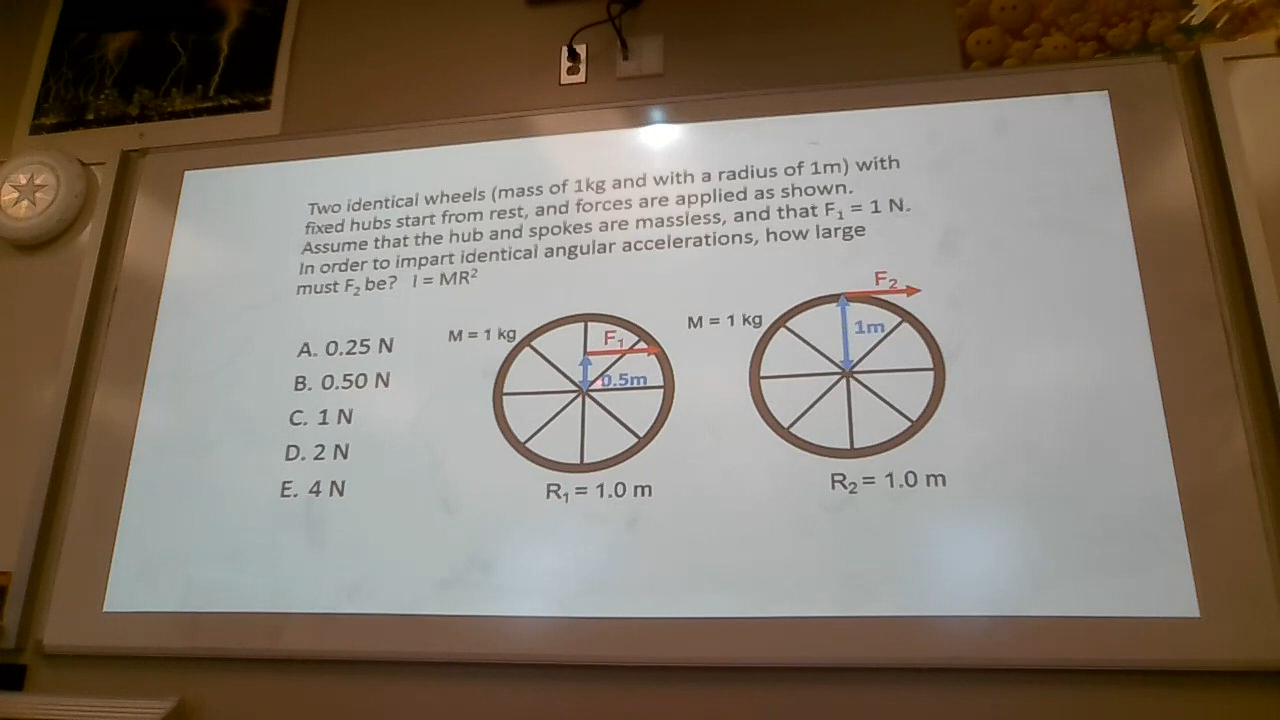 Two identical wheels (mass of 1kg and with a radius of 1m) with
fixed hubs start from rest, and forces are applied as shown.
Assume that the hub and spokes are massless, and that F₁ = 1 N.
In order to impart identical angular accelerations, how large
must F₂ be? I = MR²
A. 0.25 N
B. 0.50 N
C. 1 N
D. 2 N
E. 4 N
M = 1 kg
F₁
0.5m
R₁ = 1.0 m
M = 1 kg
F₂
1m
R₂ = 1.0 m